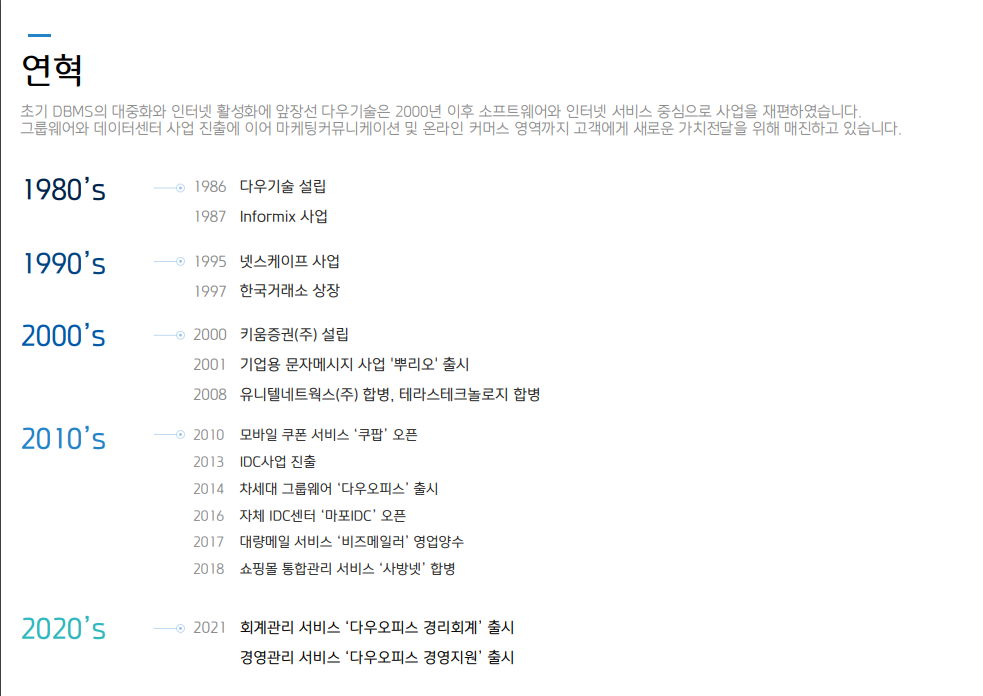 연혁
초기 DBMS의 대중화와 인터넷 활성화에 앞장선 다우기술은 2000년 이후 소프트웨어와 인터넷 서비스 중심으로 사업을 재편하였습니다.
그룹웨어와 데이터센터 사업 진출에 이어 마케팅커뮤니케이션 및 온라인 커머스 영역까지 고객에게 새로운 가치전달을 위해 매진하고 있습니다.
1980’s 1986 다우기술 설립
1987 Informix 사업
1990’s 1995 넷스케이프 사업
1997 한국거래소 상장
2000’s 2000 키움증권(주) 설립
2001 기업용 문자메시지 사업 '뿌리오' 출시
2008 유니텔네트웍스(주) 합병, 테라스테크놀로지 합병
2010’s 2010 모바일 쿠폰 서비스 ‘쿠팝’ 오픈
2013 IDC사업 진출
2014 차세대 그룹웨어 ‘다우오피스’ 출시
2016 자체 IDC센터 ‘마포IDC’ 오픈
2017 대량메일 서비스 ‘비즈메일러’ 영업양수
2018 쇼핑몰 통합관리 서비스 ‘사방넷’ 합병
2020’s 2021 회계관리 서비스 ‘다우오피스 경리회계’ 출시
경영관리 서비스 ‘다우오피스 경영지원’ 출시